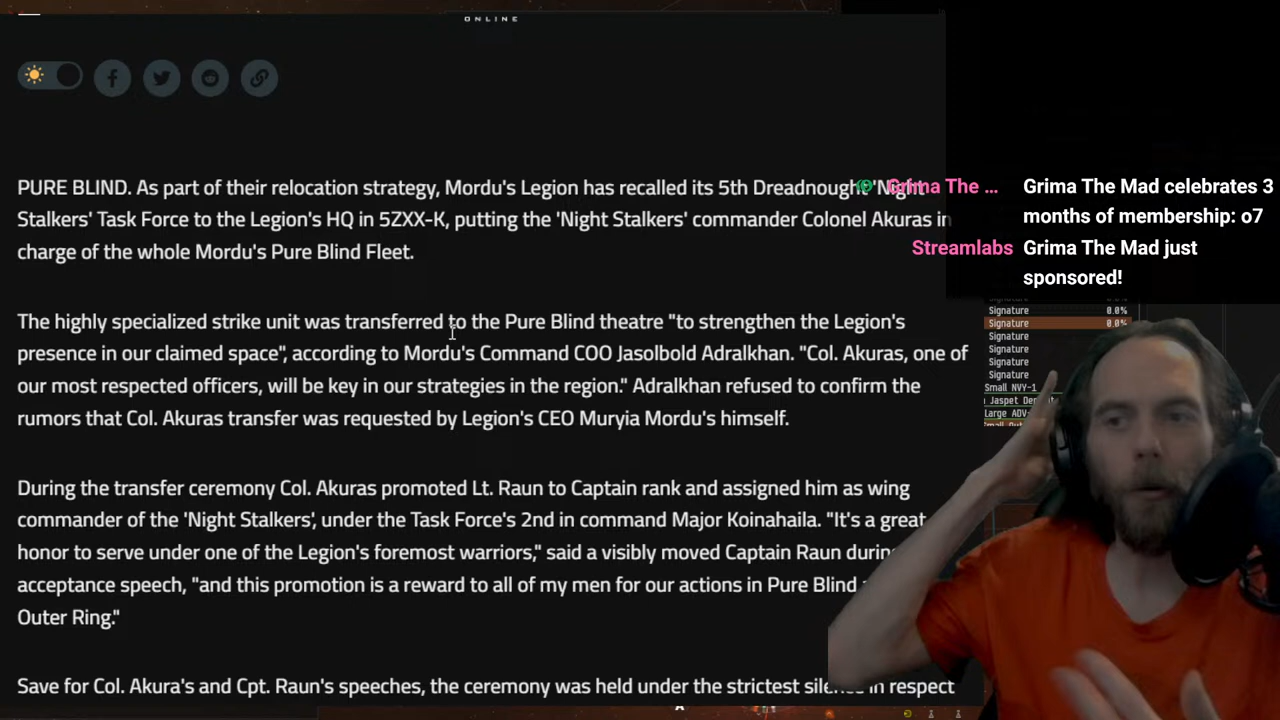 ONLINE
PURE BLIND. As part of their relocation strategy, Mordu's Legion has recalled its 5th Dreadnought 'Night
Stalkers' Task Force to the Legion's HQ in 5ZXX-K, putting the 'Night Stalkers' commander Colonel Akuras in
charge of the whole Mordu's Pure Blind Fleet.
The highly specialized strike unit was transferred to the Pure Blind theatre "to strengthen the Legion's
presence in our claimed space", according to Mordu's Command COO Jasolbold Adralkhan. "Col. Akuras, one of
our most respected officers, will be key in our strategies in the region." Adralkhan refused to confirm the
rumors that Col. Akuras transfer was requested by Legion's CEO Muryia Mordu's himself.
During the transfer ceremony Col. Akuras promoted Lt. Raun to Captain rank and assigned him as wing
commander of the 'Night Stalkers', under the Task Force's 2nd in command Major Koinahaila. "It's a great
honor to serve under one of the Legion's foremost warriors," said a visibly moved Captain Raun
acceptance speech, "and this promotion is a reward to all of my men for our actions in Pure Blind
Outer Ring."
Save for Col. Akura's and Cpt. Raun's speeches, the ceremony was held under the strictest silence in respect
Grima The ... Grima The Mad celebrates 3
months of membership: o7
Streamlabs Grima The Mad just
sponsored!
Signature 0.0%
Signature 0.0%
Signature
Signature
Signature
Signature
Small NVY-1
Jaspet
Large